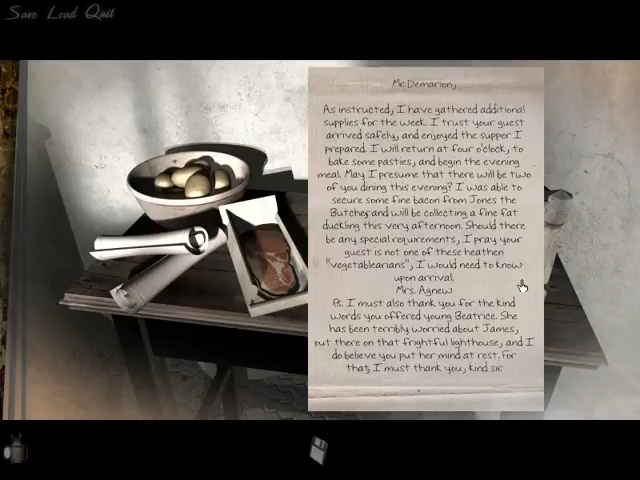 Save Load Quit
Mr. Demarion,
As instructed, I have gathered additional
supplies for the week. I trust your guest
arrived safely, and enjoyed the supper I
prepared. I will return at four o'clock, to
bake some pasties, and begin the evening
meal. May I presume that there will be two
of you dining this evening? I was able to
secure some fine bacon from Jones the
Butcher, and will be collecting a fine fat
duckling this very afternoon. Should there
be any special requirements, I pray your
guest is not one of these heathen
"vegetablearians", I would need to know
upon arrival.
Mrs. Agnew
Ps. I must also thank you for the kind
words you offered young Beatrice. She
has been terribly worried about James,
out there on that frightful lighthouse, and I
do believe you put her mind at rest. For
that, I must thank you, kind sir.